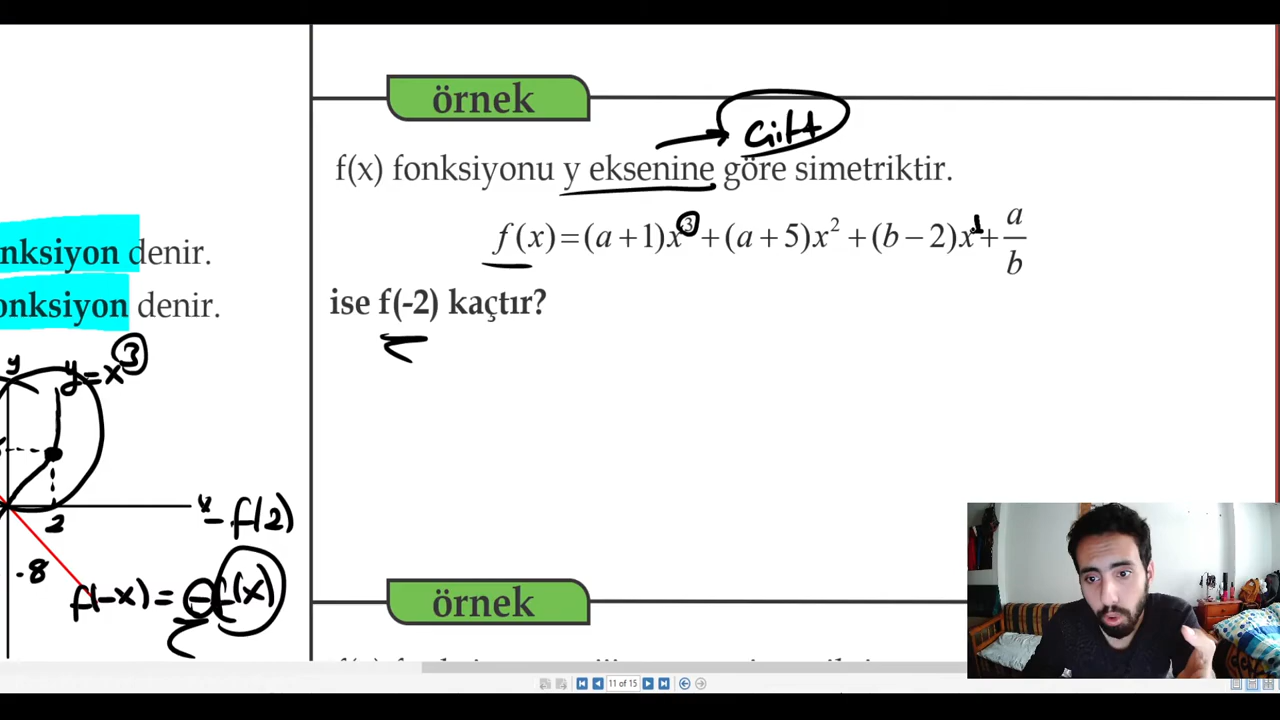 örnek
Çift
f(x) fonksiyonu y eksenine göre simetriktir.
f(x)=(a+1)x³+(a+5)x²+(b−2)x¹+a/b
ise f(-2) kaçtır?
nksiyon denir.
onksiyon denir.
y
y=x³
2
x
-8
-f(2)
f(-x) = -f(x)
örnek
11 of 15